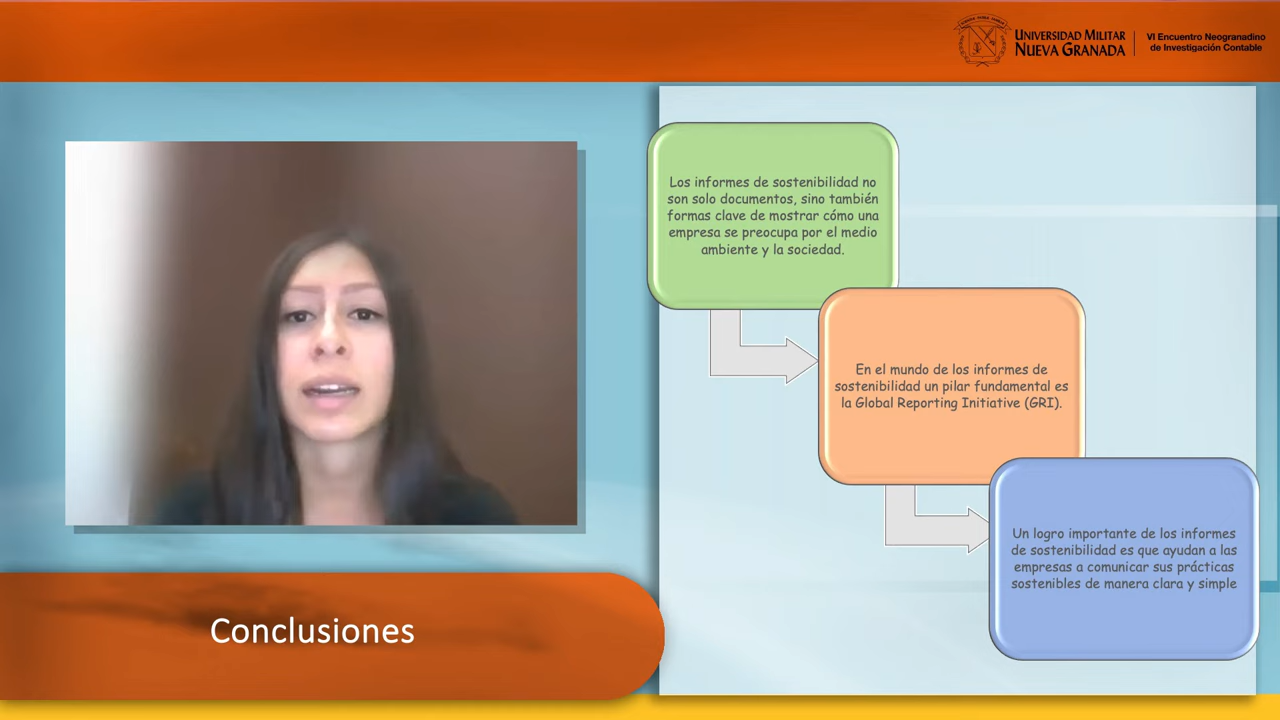 UNIVERSIDAD MILITAR
NUEVA GRANADA
VI Encuentro Neogranadino
de Investigación Contable
Los informes de sostenibilidad no
son solo documentos, sino también
formas clave de mostrar cómo una
empresa se preocupa por el medio
ambiente y la sociedad.
En el mundo de los informes de
sostenibilidad un pilar fundamental es
la Global Reporting Initiative (GRI).
Un logro importante de los informes
de sostenibilidad es que ayudan a las
empresas a comunicar sus prácticas
sostenibles de manera clara y simple
Conclusiones